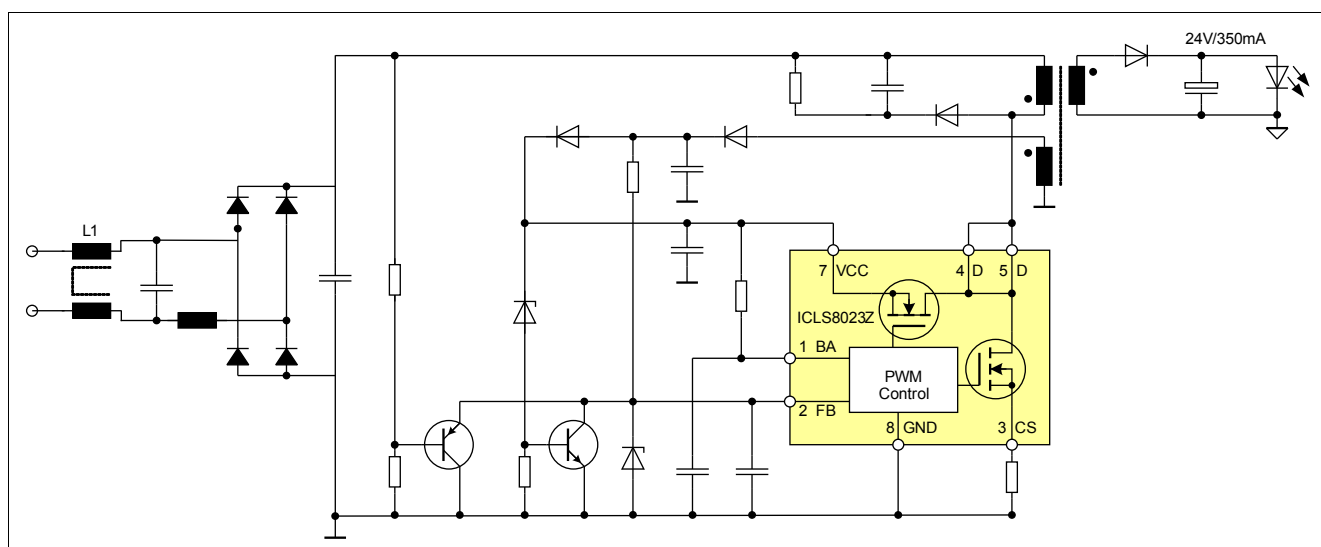 24V/350mA
L1
7 VCC
4 D
5 D
ICLS8023Z
1 BA
PWM
Control
2 FB
8 GND
3 CS